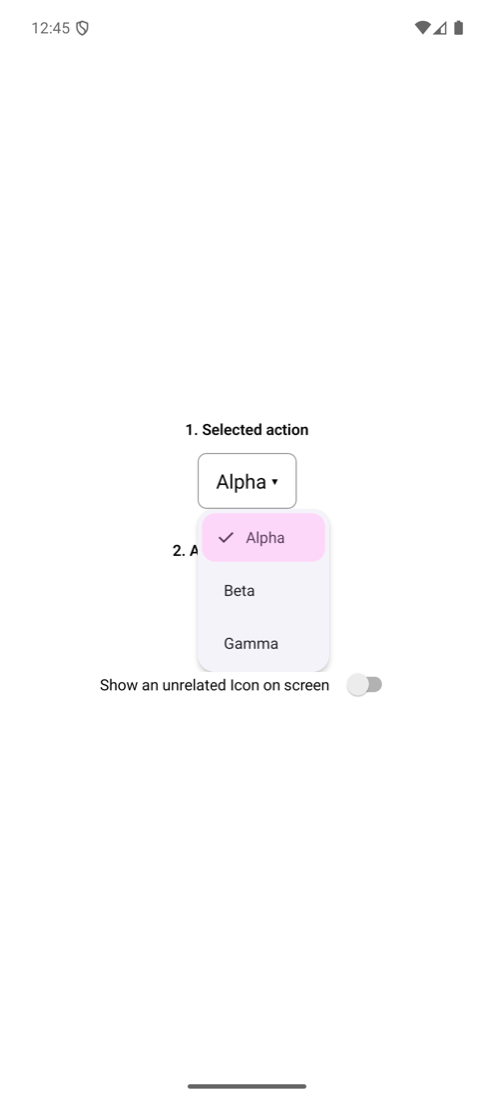 12:45
1. Selected action
Alpha ▾
Alpha
2. A
Beta
Gamma
Show an unrelated Icon on screen